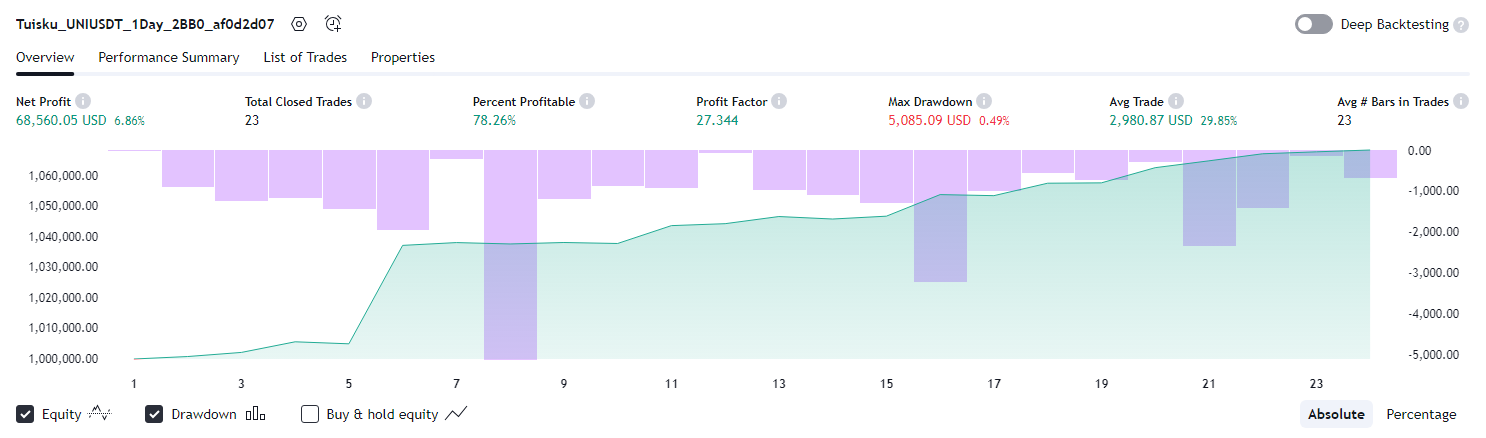 Tuisku_UNIUSDT_1Day_2BB0_af0d2d07
Deep Backtesting ?
Overview Performance Summary List of Trades Properties
Net Profit Total Closed Trades Percent Profitable Profit Factor Max Drawdown Avg Trade Avg # Bars in Trades
68,560.05 USD 6.86% 23 78.26% 27.344 5,085.09 USD 0.49% 2,980.87 USD 29.85% 23
0.00
1,060,000.00
-1,000.00
1,050,000.00
-2,000.00
1,040,000.00
1,030,000.00
-3,000.00
1,020,000.00
-4,000.00
1,010,000.00
-5,000.00
1,000,000.00
1 3 5 7 9 11 13 15 17 19 21 23
Equity Drawdown Buy & hold equity Absolute Percentage